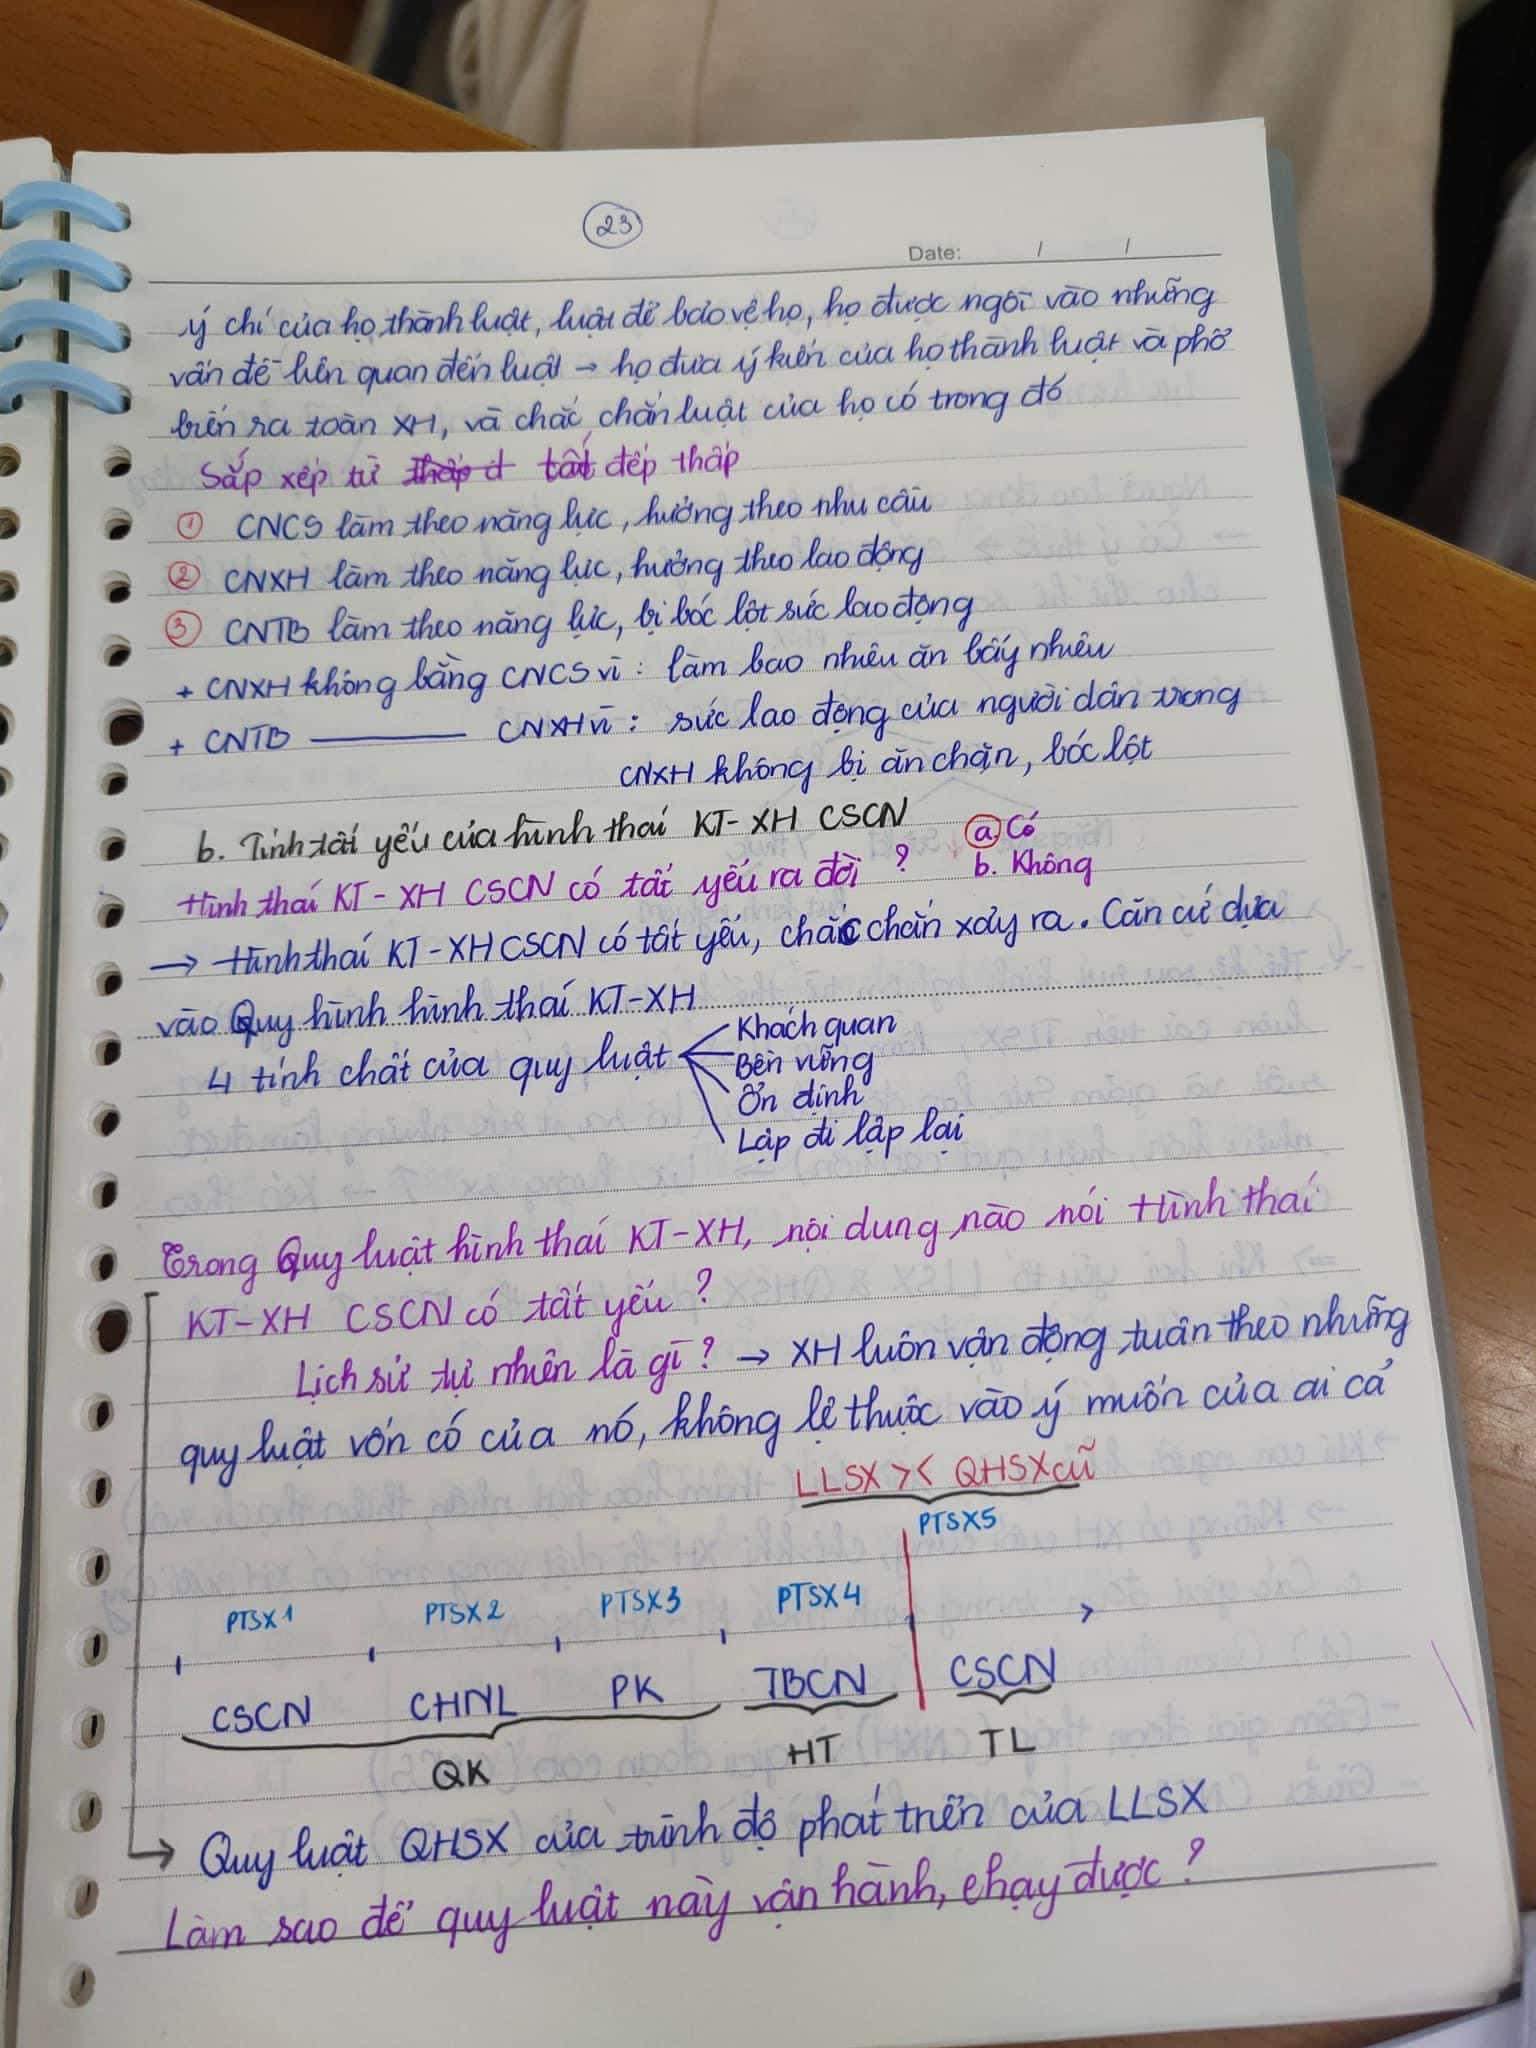 23
Date: / /
ý chí của họ thành luật, luật để bảo vệ họ, họ được ngồi vào những
vấn đề liên quan đến luật → họ đưa ý kiến của họ thành luật và phổ
biến ra toàn XH, và chắc chắn luật của họ có trong đó
Sắp xếp từ thấp đ tất đếp thấp
① CNCS làm theo năng lực, hưởng theo nhu cầu
② CNXH làm theo năng lực, hưởng theo lao động
③ CNTB làm theo năng lực, bị bóc lột sức lao động
+ CNXH không bằng CNCS vì : làm bao nhiêu ăn bấy nhiêu
+ CNTB ——— CNXH vì : sức lao động của người dân trong
CNXH không bị ăn chặn, bóc lột
b. Tính tất yếu của hình thái KT-XH CSCN
a. Có
Hình thái KT-XH CSCN có tất yếu ra đời ?
b. Không
→ Hình thái KT-XH CSCN có tất yếu, chắc chắn xảy ra. Căn cứ dựa
vào Quy hình hình thái KT-XH
4 tính chất của quy luật
Khách quan
Bền vững
Ổn định
Lặp đi lặp lại
Trong Quy luật hình thái KT-XH, nội dung nào nói Hình thái
KT-XH CSCN có tất yếu ?
Lịch sử tự nhiên là gì ? → XH luôn vận động tuân theo những
quy luật vốn có của nó, không lệ thuộc vào ý muốn của ai cả
LLSX >< QHSX cũ
PTSX5
PTSX1 PTSX2 PTSX3 PTSX4
CSCN CHNL PK TBCN CSCN
QK HT TL
→ Quy luật QHSX của trình độ phát triển của LLSX
Làm sao để quy luật này vận hành, chạy được ?